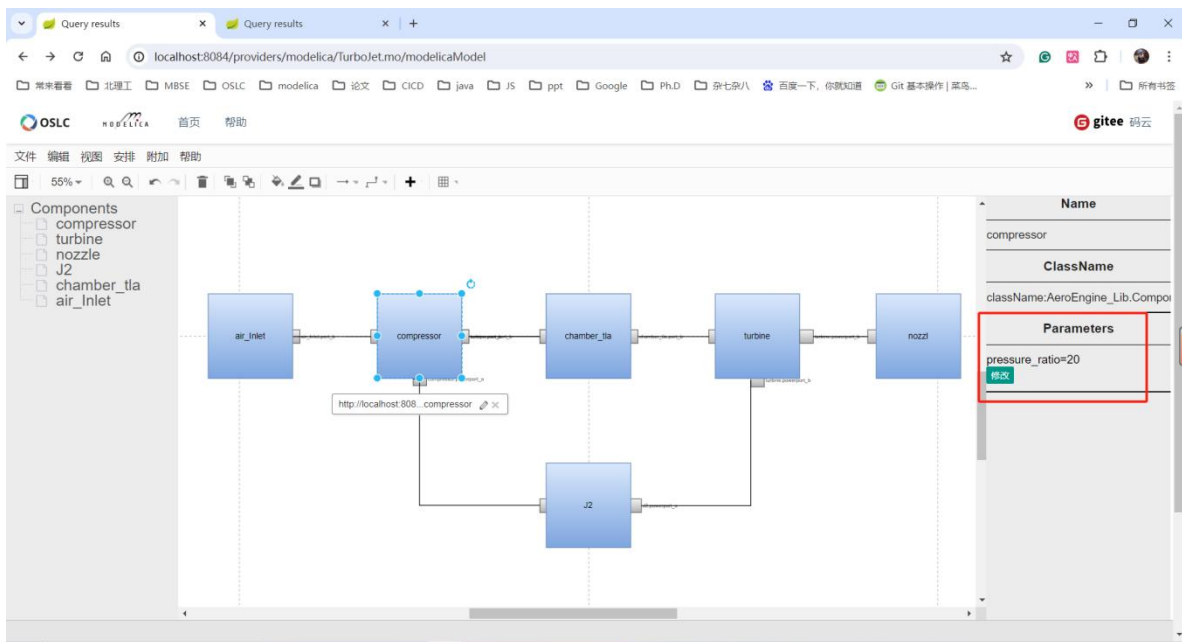 Query results
Query results
localhost:8084/providers/modelica/TurboJet.mo/modelicaModel
常来看看 北理工 MBSE OSLC modelica 论文 CICD java JS ppt Google Ph.D 杂七杂八 百度一下，你就知道 Git 基本操作 | 菜鸟... » 所有书签
OSLC MODELICA 首页 帮助 gitee 码云
文件 编辑 视图 安排 附加 帮助
55%
Components
compressor
turbine
nozzle
J2
chamber_tla
air_Inlet
air_Inlet
compressor
chamber_tla
turbine
nozzl
http://localhost:808...compressor
J2
Name
compressor
ClassName
className:AeroEngine_Lib.Compo
Parameters
pressure_ratio=20
修改